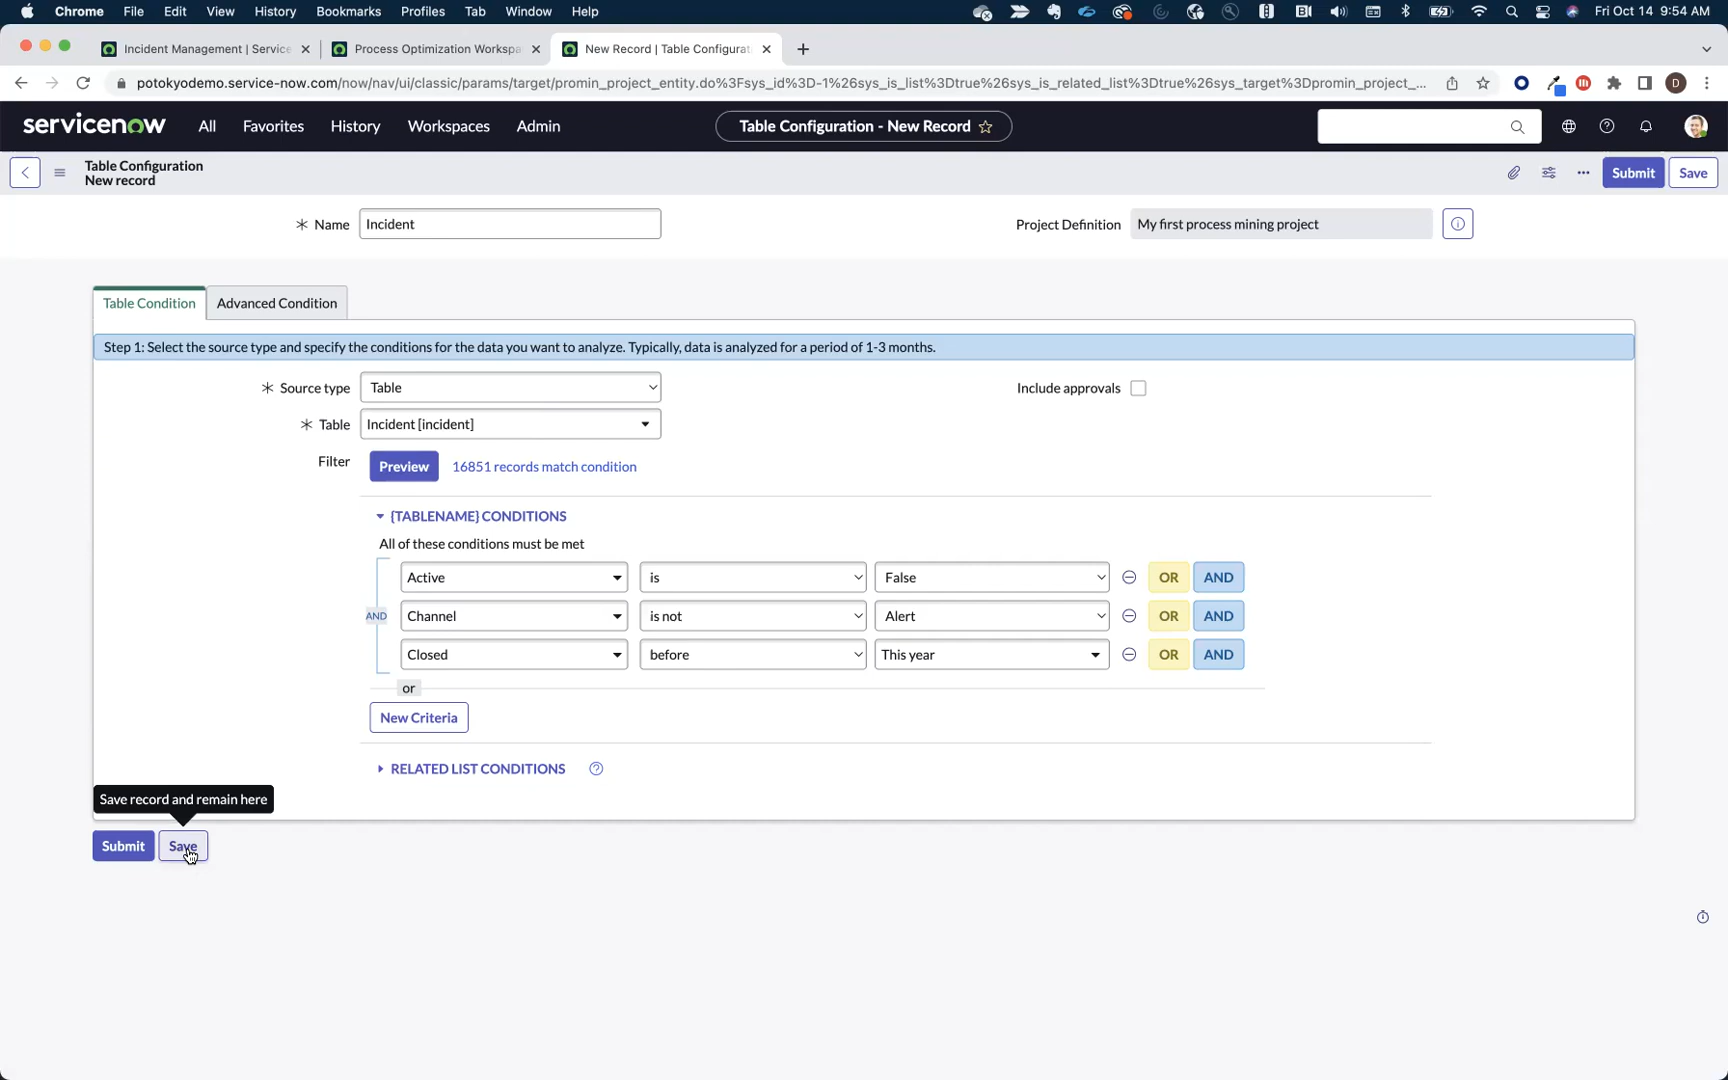 Chrome File Edit View History Bookmarks Profiles Tab Window Help Fri Oct 14 9:54 AM
Incident Management | Service Process Optimization Workspa New Record | Table Configurat
potokyodemo.service-now.com/now/nav/ui/classic/params/target/promin_project_entity.do%3Fsys_id%3D-1%26sys_is_list%3Dtrue%26sys_is_related_list%3Dtrue%26sys_target%3Dpromin_project_... D
servicenow All Favorites History Workspaces Admin Table Configuration - New Record
Table Configuration
New record
Submit Save
Name Incident Project Definition My first process mining project
Table Condition Advanced Condition
Step 1: Select the source type and specify the conditions for the data you want to analyze. Typically, data is analyzed for a period of 1-3 months.
Source type Table Include approvals
Table Incident [incident]
Filter Preview 16851 records match condition
{TABLENAME} CONDITIONS
All of these conditions must be met
Active is False OR AND
AND Channel is not Alert OR AND
Closed before This year OR AND
or
New Criteria
RELATED LIST CONDITIONS
Save record and remain here
Submit Save